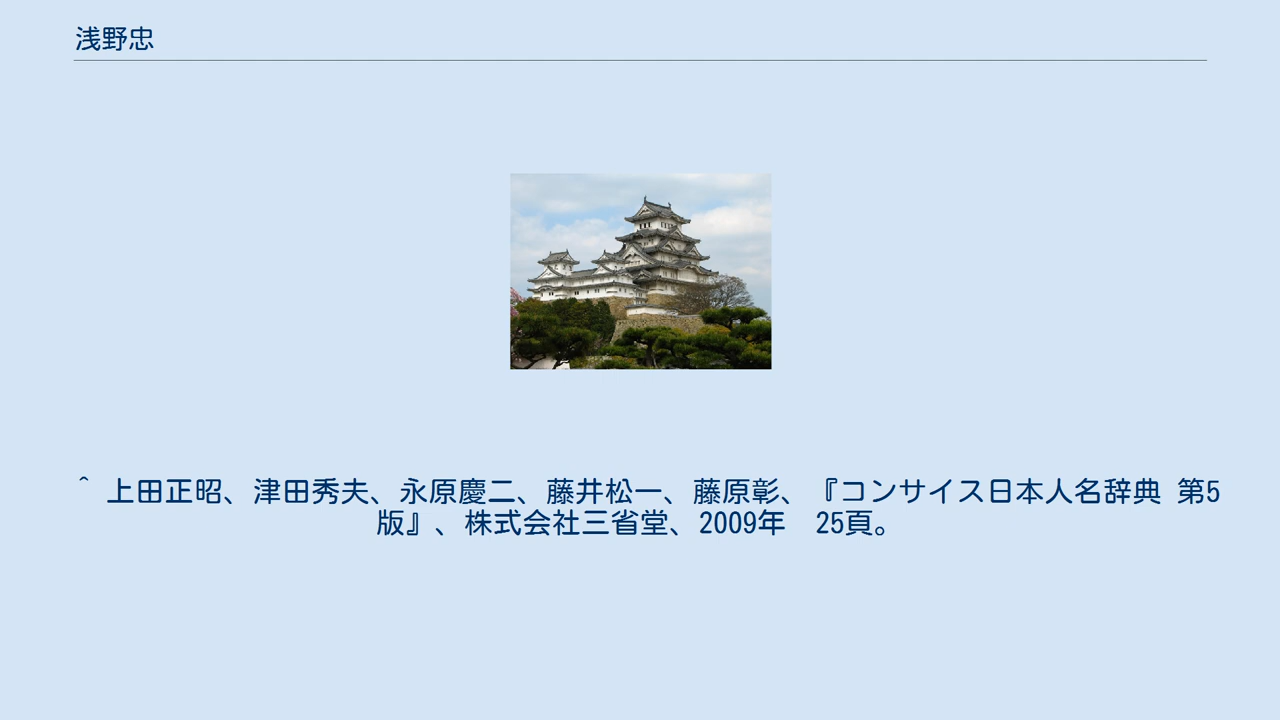 浅野忠
^ 上田正昭、津田秀夫、永原慶二、藤井松一、藤原彰、『コンサイス日本人名辞典 第5
版』、株式会社三省堂、2009年　25頁。